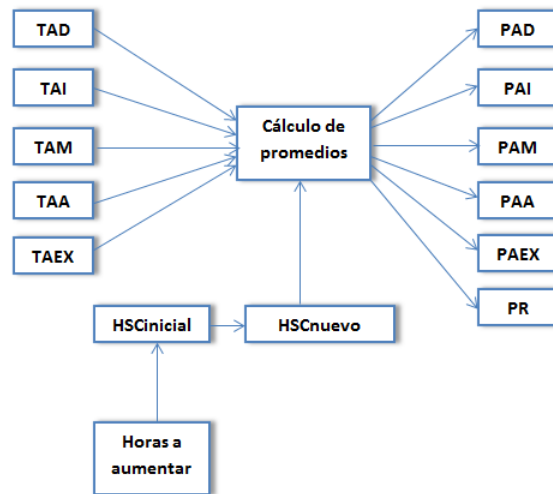 TAD
TAI
TAM
TAA
TAEX
Cálculo de
promedios
PAD
PAI
PAM
PAA
PAEX
PR
HSCinicial
HSCnuevo
Horas a
aumentar